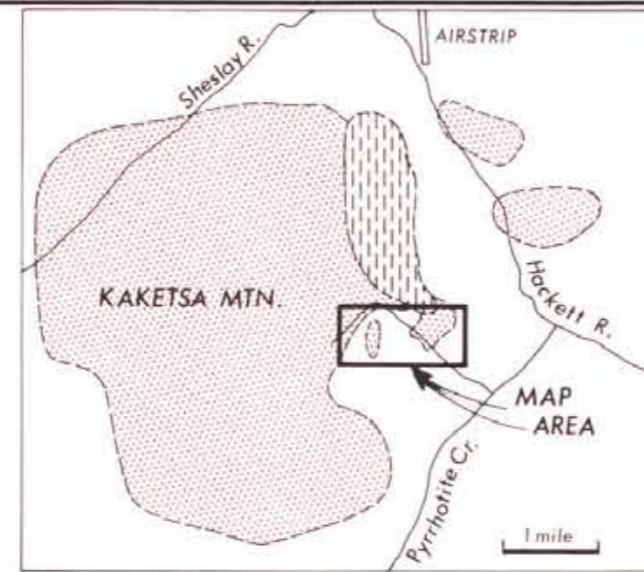 AIRSTRIP
Sheslay R.
KAKETSA MTN.
Hackett R.
MAP
AREA
Pyrrhotite Cr.
1 mile